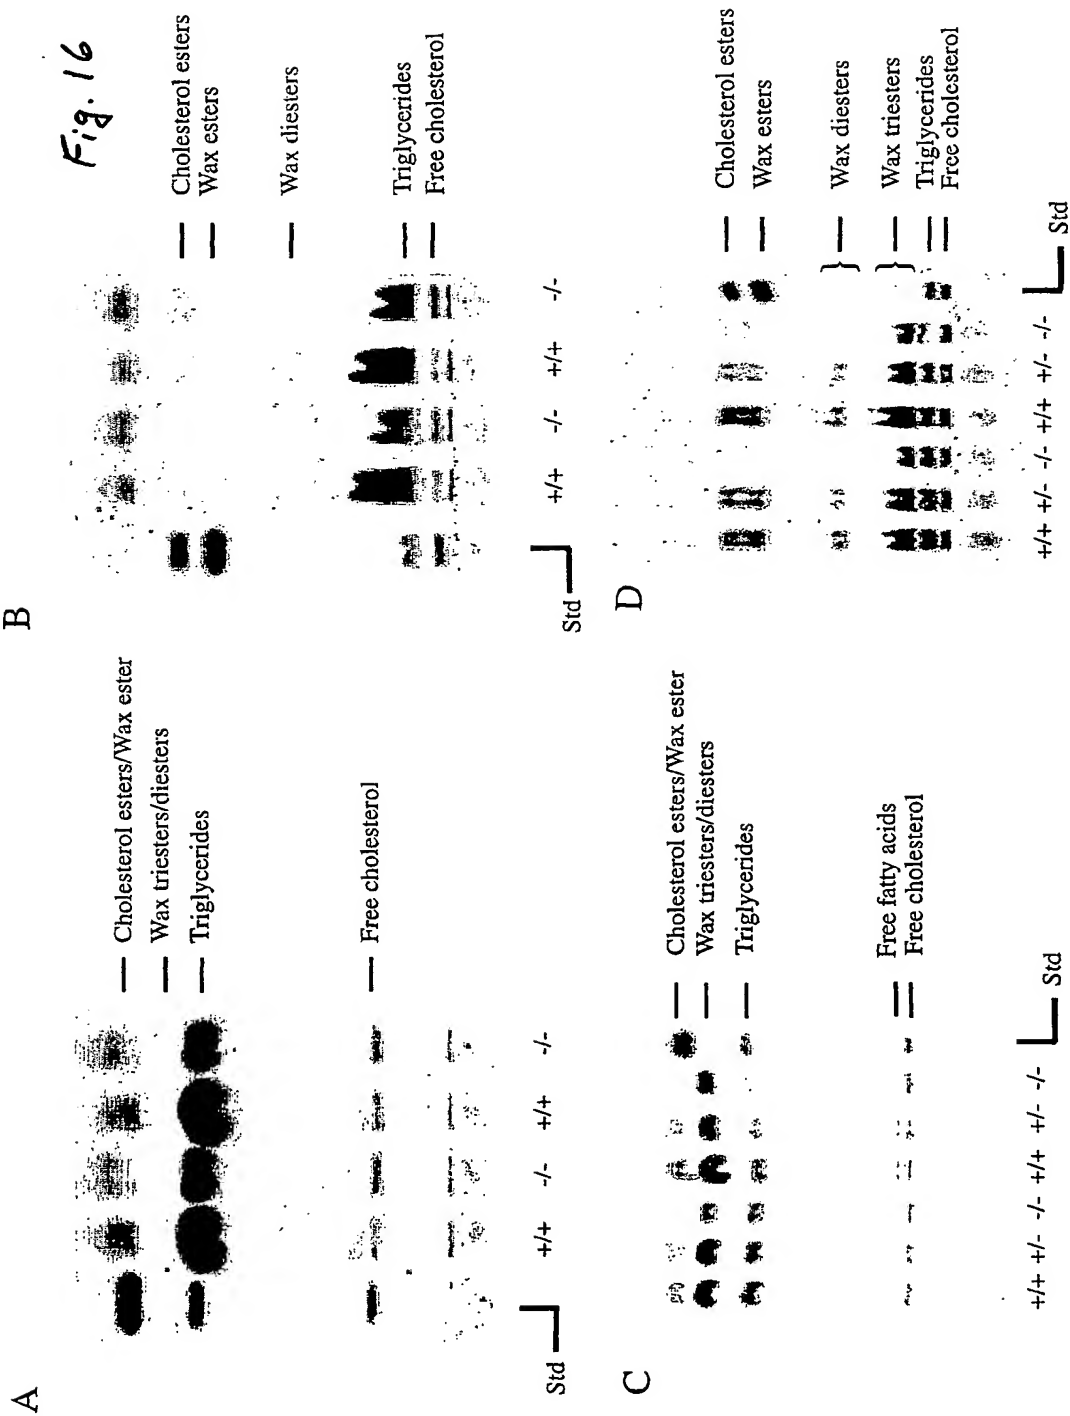 Fig. 16
A
Cholesterol esters/Wax ester
Wax triesters/diesters
Triglycerides
Free cholesterol
Std
+/+ -/- +/+ -/-
B
Cholesterol esters
Wax esters
Wax diesters
Triglycerides
Free cholesterol
Std
+/+ -/- +/+ -/-
C
Cholesterol esters/Wax ester
Wax triesters/diesters
Triglycerides
Free fatty acids
Free cholesterol
+/+ +/- -/- +/+ +/- -/-
Std
D
Cholesterol esters
Wax esters
Wax diesters
Wax triesters
Triglycerides
Free cholesterol
+/+ +/- -/- +/+ +/- -/-
Std